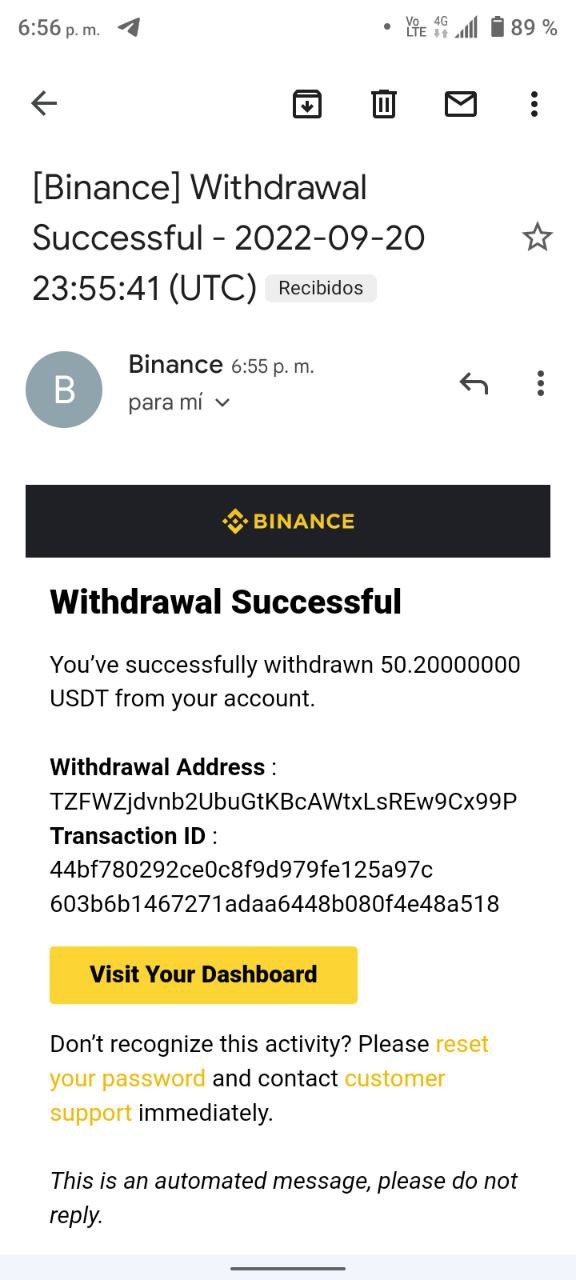 6:56 p. m.
Vo LTE 4G 89 %
[Binance] Withdrawal
Successful - 2022-09-20
23:55:41 (UTC) Recibidos
B
Binance 6:55 p. m.
para mí
BINANCE
Withdrawal Successful
You’ve successfully withdrawn 50.20000000
USDT from your account.
Withdrawal Address :
TZFWZjdvnb2UbuGtKBcAWtxLsREw9Cx99P
Transaction ID :
44bf780292ce0c8f9d979fe125a97c
603b6b1467271adaa6448b080f4e48a518
Visit Your Dashboard
Don’t recognize this activity? Please reset
your password and contact customer
support immediately.
This is an automated message, please do not
reply.